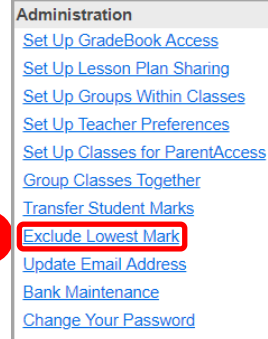 Administration
Set Up GradeBook Access
Set Up Lesson Plan Sharing
Set Up Groups Within Classes
Set Up Teacher Preferences
Set Up Classes for ParentAccess
Group Classes Together
Transfer Student Marks
Exclude Lowest Mark
Update Email Address
Bank Maintenance
Change Your Password